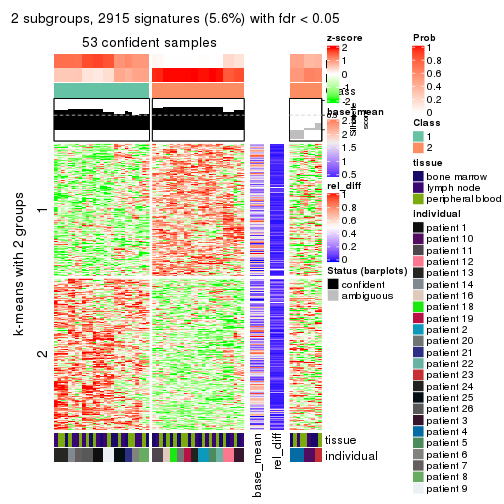 2 subgroups, 2915 signatures (5.6%) with fdr < 0.05
53 confident samples
k-means with 2 groups
1
2
base_mean
rel_diff
tissue
individual
z-score
2
1
0
-1
-2
base_mean
2.5
2
1.5
1
0.5
rel_diff
1
0.8
0.6
0.4
0.2
0
Status (barplots)
confident
ambiguous
Silhouette
score
Prob
1
0.8
0.6
0.4
0.2
0
Class
1
2
tissue
bone marrow
lymph node
peripheral blood
individual
patient 1
patient 10
patient 11
patient 12
patient 13
patient 14
patient 16
patient 18
patient 19
patient 2
patient 20
patient 21
patient 22
patient 23
patient 24
patient 25
patient 26
patient 3
patient 4
patient 5
patient 6
patient 7
patient 8
patient 9